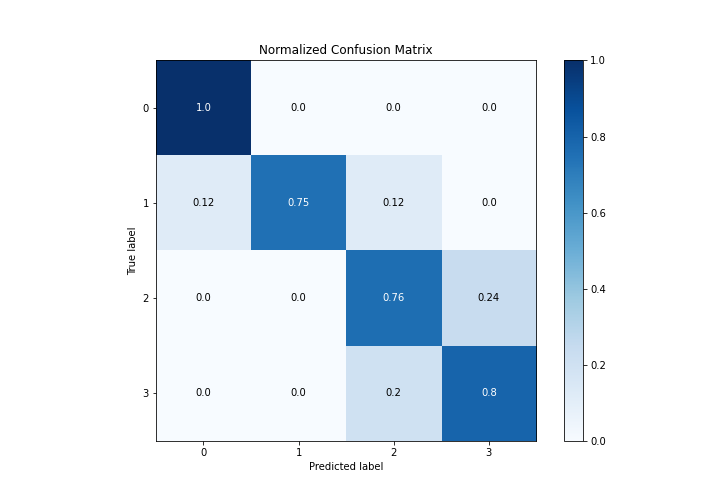 Normalized Confusion Matrix
True label
0 1.0 0.0 0.0 0.0
1 0.12 0.75 0.12 0.0
2 0.0 0.0 0.76 0.24
3 0.0 0.0 0.2 0.8
0 1 2 3
Predicted label
1.0
0.8
0.6
0.4
0.2
0.0